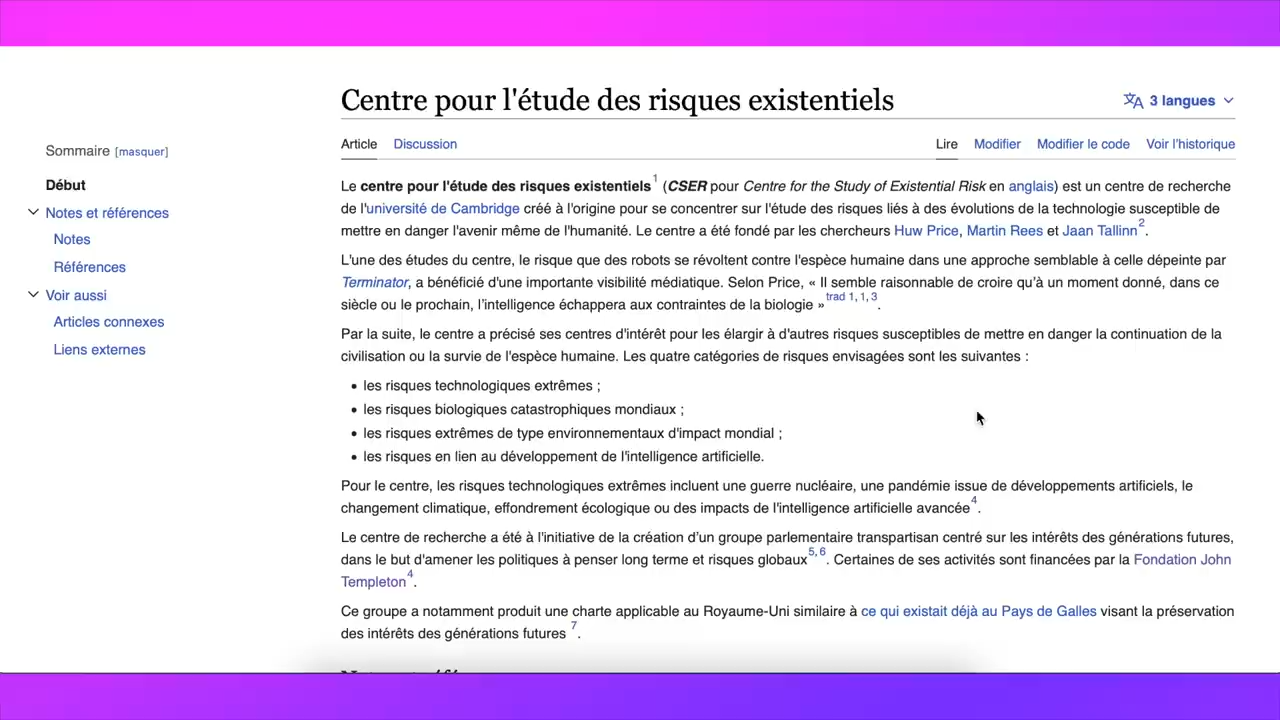 Centre pour l'étude des risques existentiels
3 langues
Sommaire [masquer]
Début
Notes et références
Notes
Références
Voir aussi
Articles connexes
Liens externes
Article Discussion
Lire Modifier Modifier le code Voir l'historique
Le centre pour l'étude des risques existentiels1 (CSER pour Centre for the Study of Existential Risk en anglais) est un centre de recherche
de l'université de Cambridge créé à l'origine pour se concentrer sur l'étude des risques liés à des évolutions de la technologie susceptible de
mettre en danger l'avenir même de l'humanité. Le centre a été fondé par les chercheurs Huw Price, Martin Rees et Jaan Tallinn2.
L'une des études du centre, le risque que des robots se révoltent contre l'espèce humaine dans une approche semblable à celle dépeinte par
Terminator, a bénéficié d'une importante visibilité médiatique. Selon Price, « Il semble raisonnable de croire qu'à un moment donné, dans ce
siècle ou le prochain, l'intelligence échappera aux contraintes de la biologie »trad 1, 1, 3.
Par la suite, le centre a précisé ses centres d'intérêt pour les élargir à d'autres risques susceptibles de mettre en danger la continuation de la
civilisation ou la survie de l'espèce humaine. Les quatre catégories de risques envisagées sont les suivantes :
• les risques technologiques extrêmes ;
• les risques biologiques catastrophiques mondiaux ;
• les risques extrêmes de type environnementaux d'impact mondial ;
• les risques en lien au développement de l'intelligence artificielle.
Pour le centre, les risques technologiques extrêmes incluent une guerre nucléaire, une pandémie issue de développements artificiels, le
changement climatique, effondrement écologique ou des impacts de l'intelligence artificielle avancée4.
Le centre de recherche a été à l'initiative de la création d'un groupe parlementaire transpartisan centré sur les intérêts des générations futures,
dans le but d'amener les politiques à penser long terme et risques globaux5, 6. Certaines de ses activités sont financées par la Fondation John
Templeton4.
Ce groupe a notamment produit une charte applicable au Royaume-Uni similaire à ce qui existait déjà au Pays de Galles visant la préservation
des intérêts des générations futures 7.